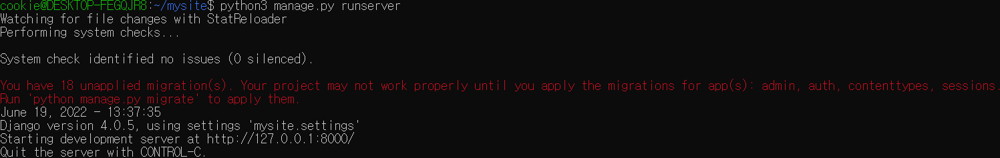 cookie@DESKTOP-FEGQJR8:~/mysite$ python3 manage.py runserver
Watching for file changes with StatReloader
Performing system checks...
System check identified no issues (0 silenced).
You have 18 unapplied migration(s). Your project may not work properly until you apply the migrations for app(s): admin, auth, contenttypes, sessions.
Run 'python manage.py migrate' to apply them.
June 19, 2022 - 13:37:35
Django version 4.0.5, using settings 'mysite.settings'
Starting development server at http://127.0.0.1:8000/
Quit the server with CONTROL-C.